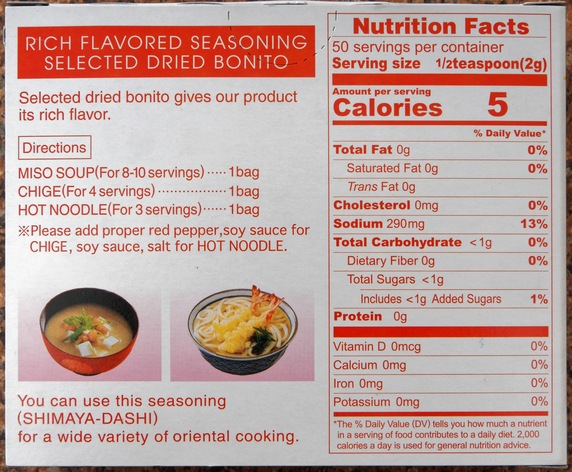 RICH FLAVORED SEASONING
SELECTED DRIED BONITO
Selected dried bonito gives our product
its rich flavor.
Directions
MISO SOUP(For 8-10 servings)·····1bag
CHIGE(For 4 servings)·················1bag
HOT NOODLE(For 3 servings)······1bag
※Please add proper red pepper,soy sauce for
CHIGE, soy sauce, salt for HOT NOODLE.
You can use this seasoning
(SHIMAYA-DASHI)
for a wide variety of oriental cooking.
Nutrition Facts
50 servings per container
Serving size 1/2teaspoon(2g)
Amount per serving
Calories 5
% Daily Value*
Total Fat 0g 0%
Saturated Fat 0g 0%
Trans Fat 0g
Cholesterol 0mg 0%
Sodium 290mg 13%
Total Carbohydrate <1g 0%
Dietary Fiber 0g 0%
Total Sugars <1g
Includes <1g Added Sugars 1%
Protein 0g
Vitamin D 0mcg 0%
Calcium 0mg 0%
Iron 0mg 0%
Potassium 0mg 0%
*The % Daily Value (DV) tells you how much a nutrient
in a serving of food contributes to a daily diet. 2,000
calories a day is used for general nutrition advice.